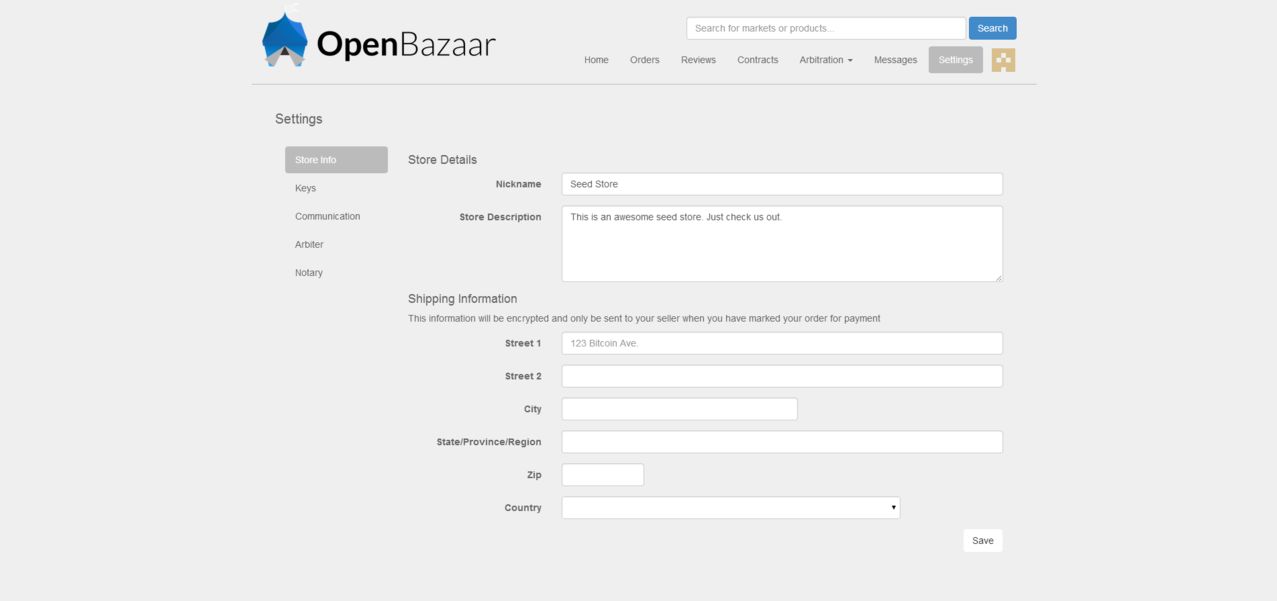 OpenBazaar
Search for markets or products...
Search
Home
Orders
Reviews
Contracts
Arbitration
Messages
Settings
Settings
Store Info
Keys
Communication
Arbiter
Notary
Store Details
Nickname
Seed Store
Store Description
This is an awesome seed store. Just check us out.
Shipping Information
This information will be encrypted and only be sent to your seller when you have marked your order for payment
Street 1
123 Bitcoin Ave.
Street 2
City
State/Province/Region
Zip
Country
Save